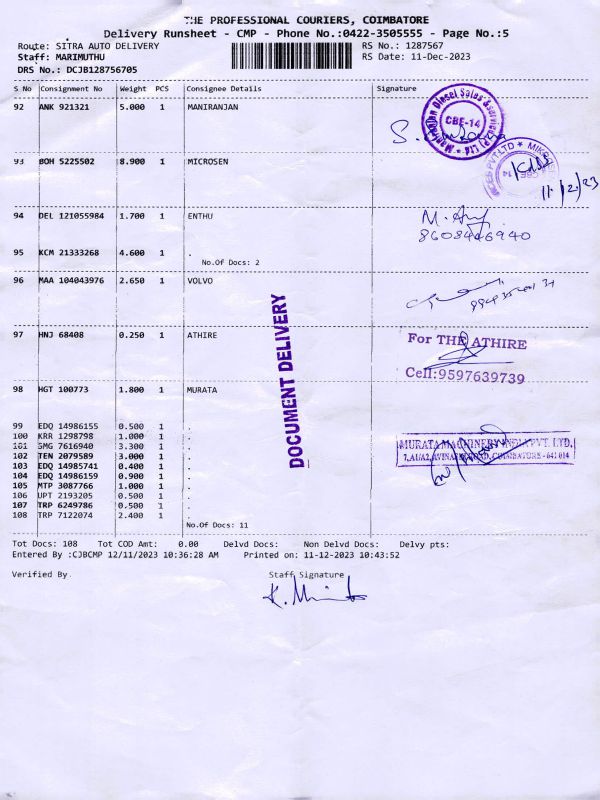 THE PROFESSIONAL COURIERS, COIMBATORE
Delivery Runsheet - CMP - Phone No.:0422-3505555 - Page No.:5
Route: SITRA AUTO DELIVERY RS No.: 1287567
Staff: MARIMUTHU RS Date: 11-Dec-2023
DRS No.: DCJB128756705
S No Consignment No Weight PCS Consignee Details Signature
92 ANK 921321 5.000 1 MANIRANJAN
CBE-14
93 BOH 5225502 8.900 1 MICROSEN
11/12/23
94 DEL 121055984 1.700 1 ENTHU
8608446940
95 KCM 21333268 4.600 1 .
No.Of Docs: 2
96 MAA 104043976 2.650 1 VOLVO
97 HNJ 68408 0.250 1 ATHIRE
For THE ATHIRE
Cell:9597639739
98 HGT 100773 1.800 1 MURATA
99 EDQ 14986155 0.500 1 .
100 KRR 1298798 1.000 1 .
101 SMG 7616940 3.300 1 .
102 TEN 2079589 3.000 1 .
103 EDQ 14985741 0.400 1 .
104 EDQ 14986159 0.900 1 .
105 MTP 3087766 1.000 1 .
106 UPT 2193205 0.500 1 .
107 TRP 6249786 0.500 1 .
108 TRP 7122074 2.400 1 .
No.Of Docs: 11
MURATA MACHINERY INDIA PVT. LTD,
COIMBATORE - 641 014
DOCUMENT DELIVERY
Tot Docs: 108 Tot COD Amt: 0.00 Delvd Docs: Non Delvd Docs: Delvy pts:
Entered By :CJBCMP 12/11/2023 10:36:28 AM Printed on: 11-12-2023 10:43:52
Verified By Staff Signature